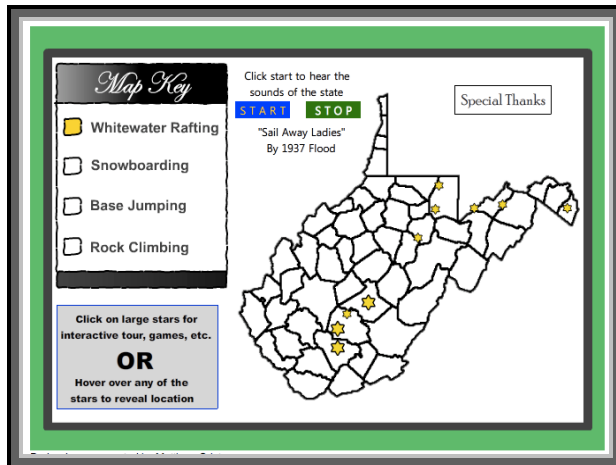 Map Key
Whitewater Rafting
Snowboarding
Base Jumping
Rock Climbing
Click start to hear the
sounds of the state
START STOP
"Sail Away Ladies"
By 1937 Flood
Special Thanks
Click on large stars for
interactive tour, games, etc.
OR
Hover over any of the
stars to reveal location